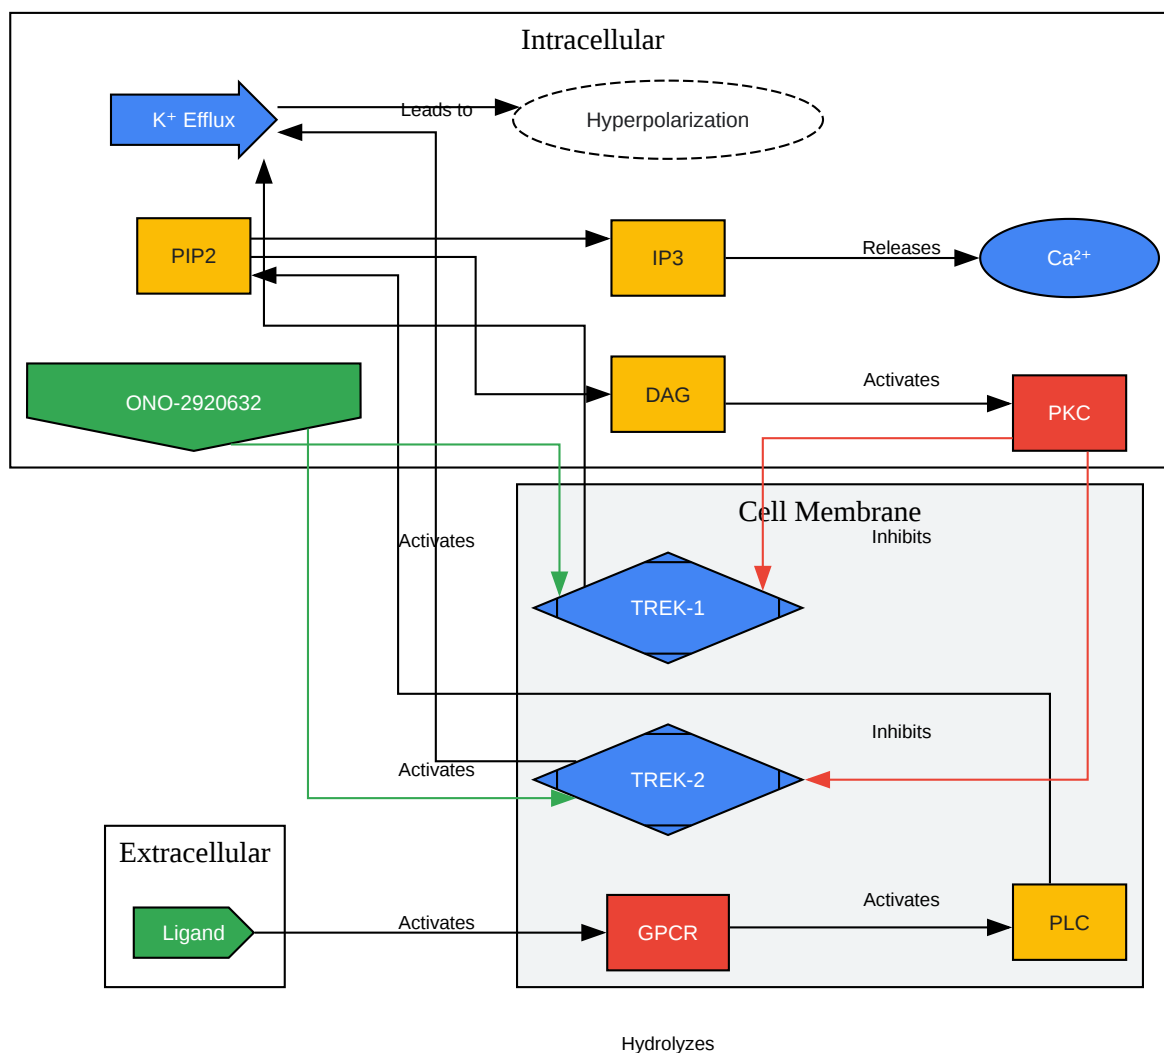 Intracellular
K⁺ Efflux
Leads to
Hyperpolarization
PIP2
IP3
Releases
Ca²⁺
ONO-2920632
DAG
Activates
PKC
Cell Membrane
Activates
Inhibits
TREK-1
Inhibits
Activates
TREK-2
Extracellular
Ligand
Activates
GPCR
Activates
PLC
Hydrolyzes